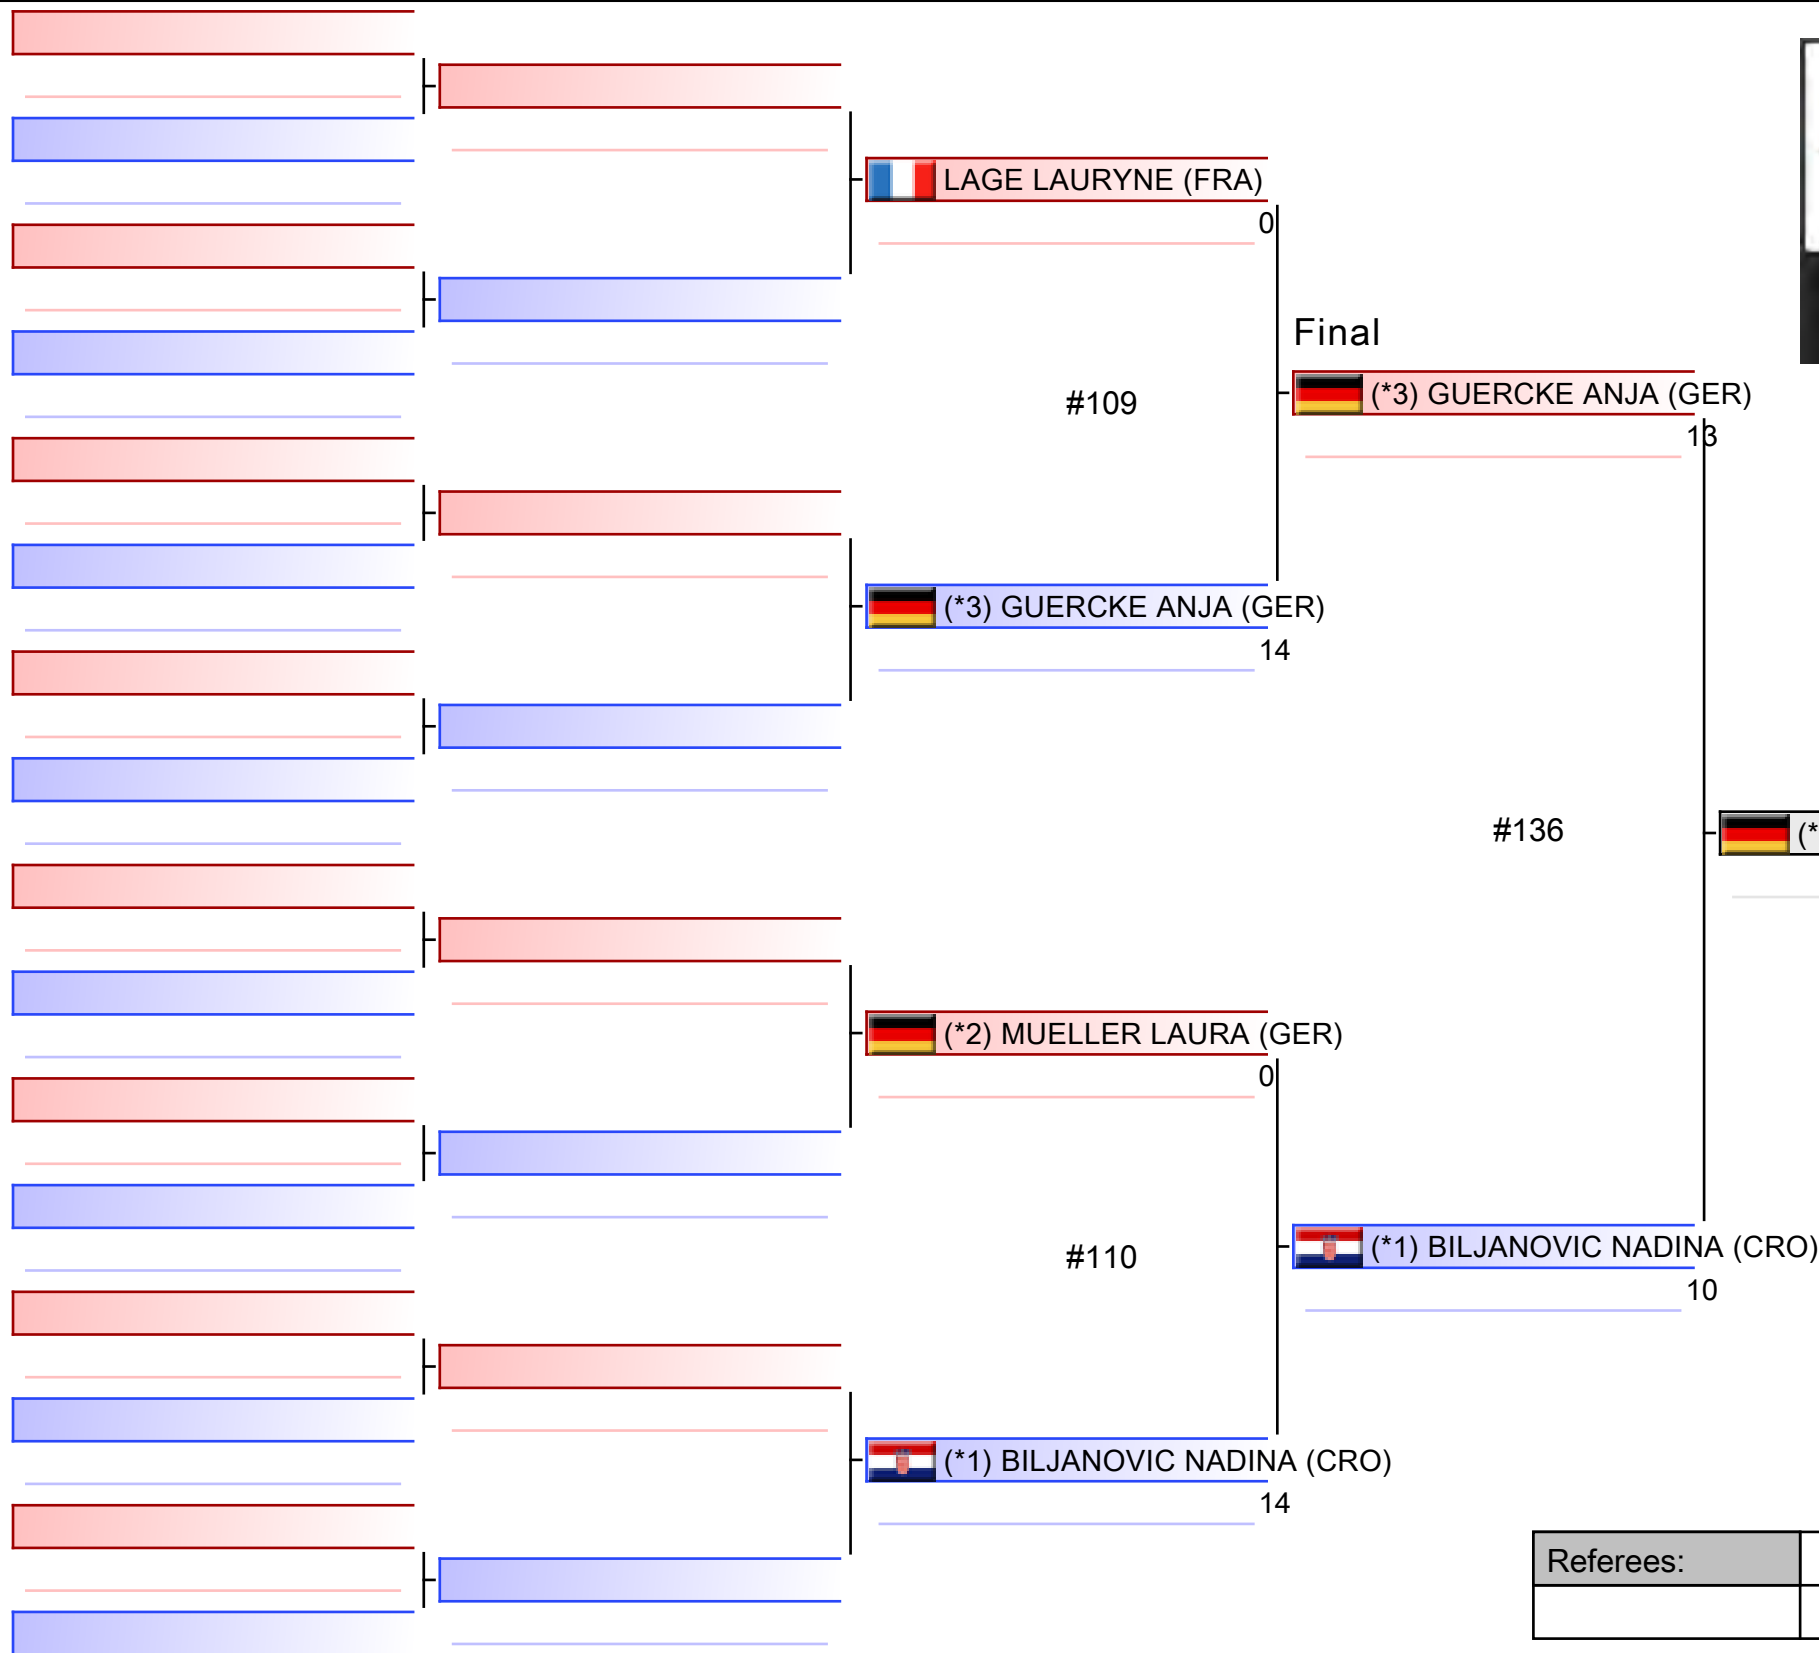 LAGE LAURYNE (FRA)
0
Final
#109
(*3) GUERCKE ANJA (GER)
13
(*3) GUERCKE ANJA (GER)
14
#136
(*
(*2) MUELLER LAURA (GER)
0
#110
(*1) BILJANOVIC NADINA (CRO)
10
(*1) BILJANOVIC NADINA (CRO)
14
Referees: